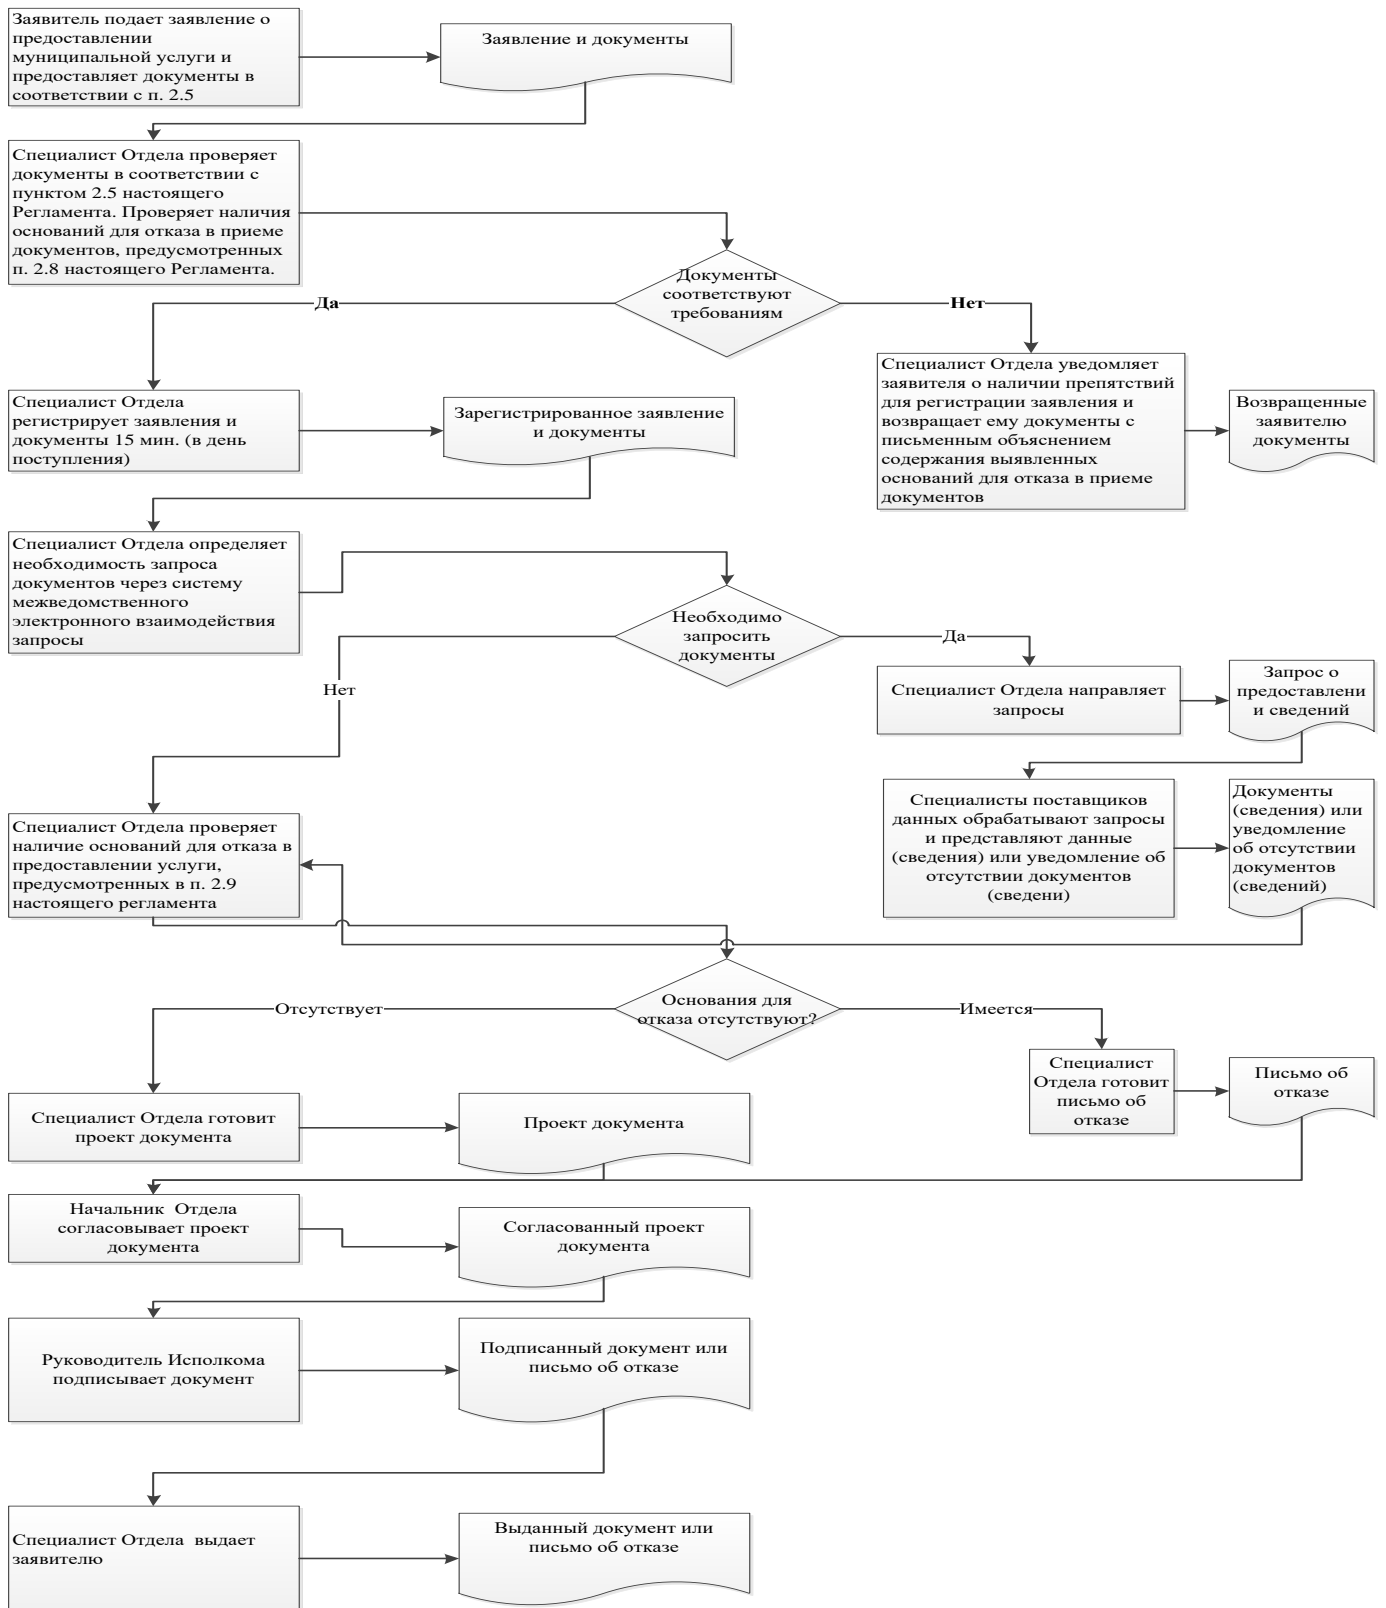 Заявитель подает заявление о
предоставлении
муниципальной услуги и
предоставляет документы в
соответствии с п. 2.5
Заявление и документы
Специалист Отдела проверяет
документы в соответствии с
пунктом 2.5 настоящего
Регламента. Проверяет наличия
оснований для отказа в приеме
документов, предусмотренных
п. 2.8 настоящего Регламента.
Документы
соответствуют
требованиям
Да
Нет
Специалист Отдела
регистрирует заявления и
документы 15 мин. (в день
поступления)
Зарегистрированное заявление
и документы
Специалист Отдела уведомляет
заявителя о наличии препятствий
для регистрации заявления и
возвращает ему документы с
письменным объяснением
содержания выявленных
оснований для отказа в приеме
документов
Возвращенные
заявителю
документы
Специалист Отдела определяет
необходимость запроса
документов через систему
межведомственного
электронного взаимодействия
запросы
Необходимо
запросить
документы
Да
Нет
Специалист Отдела направляет
запросы
Запрос о
предоставлени
и сведений
Специалисты поставщиков
данных обрабатывают запросы
и представляют данные
(сведения) или уведомление об
отсутствии документов
(сведени)
Документы
(сведения) или
уведомление
об отсутствии
документов
(сведений)
Специалист Отдела проверяет
наличие оснований для отказа в
предоставлении услуги,
предусмотренных в п. 2.9
настоящего регламента
Основания для
отказа отсутствуют?
Отсутствует
Имеется
Специалист
Отдела готовит
письмо об
отказе
Письмо об
отказе
Специалист Отдела готовит
проект документа
Проект документа
Начальник  Отдела
согласовывает проект
документа
Согласованный проект
документа
Руководитель Исполкома
подписывает документ
Подписанный документ или
письмо об отказе
Специалист Отдела  выдает
заявителю
Выданный документ или
письмо об отказе